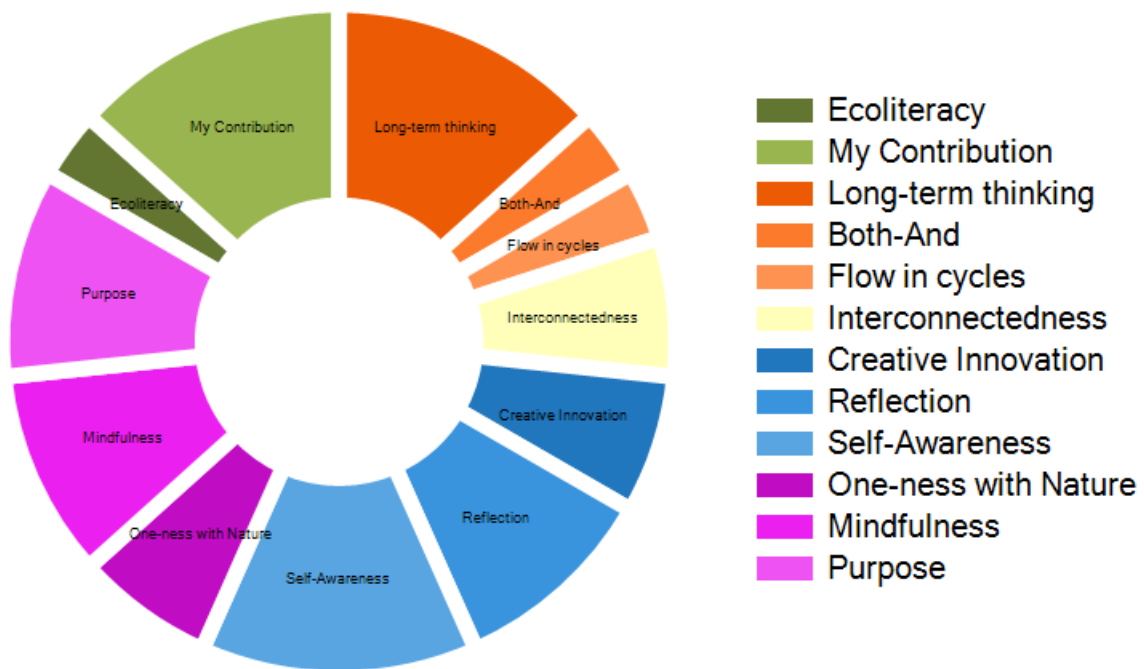 My Contribution
Long-term thinking
Ecoliteracy
Both-And
Flow in cycles
Purpose
Interconnectedness
Creative Innovation
Mindfulness
Reflection
One-ness with Nature
Self-Awareness
Ecoliteracy
My Contribution
Long-term thinking
Both-And
Flow in cycles
Interconnectedness
Creative Innovation
Reflection
Self-Awareness
One-ness with Nature
Mindfulness
Purpose